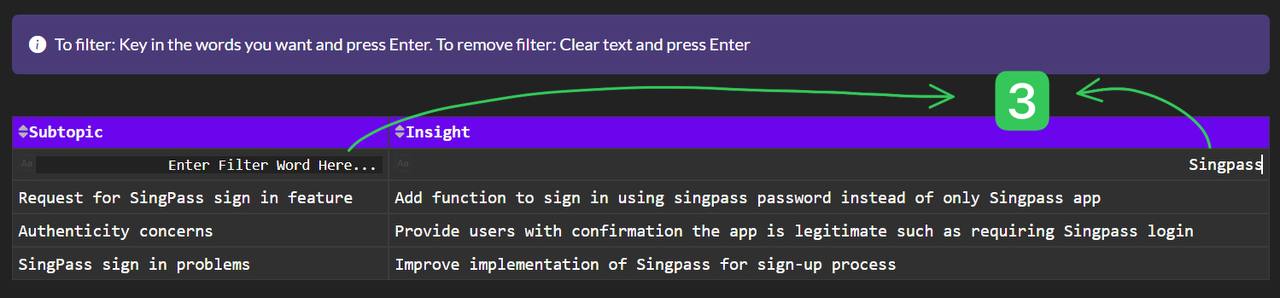 To filter: Key in the words you want and press Enter. To remove filter: Clear text and press Enter
3
Subtopic Insight
Aa Enter Filter Word Here... Aa Singpass
Request for SingPass sign in feature Add function to sign in using singpass password instead of only Singpass app
Authenticity concerns Provide users with confirmation the app is legitimate such as requiring Singpass login
SingPass sign in problems Improve implementation of Singpass for sign-up process